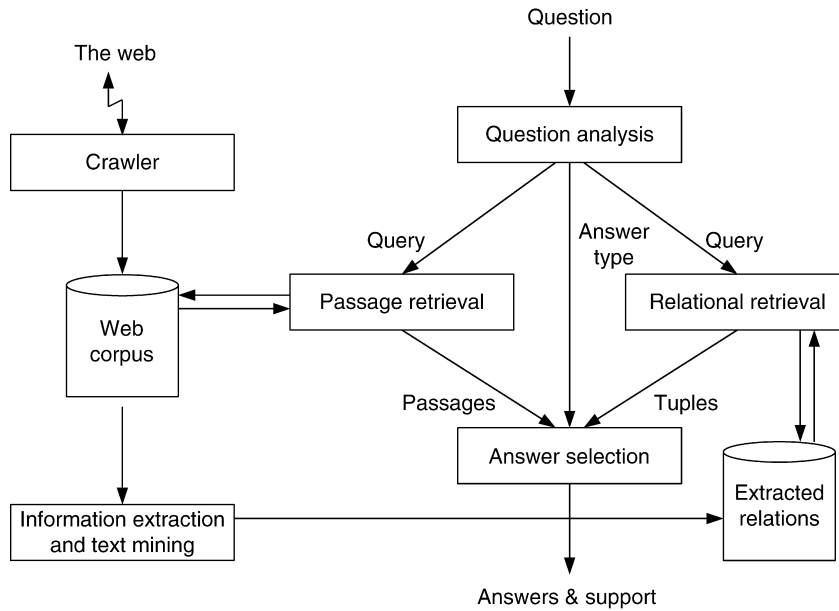 Question
The web
Question analysis
Crawler
Query
Answer
type
Query
Passage retrieval
Relational retrieval
Web
corpus
Passages
Tuples
Answer selection
Extracted
relations
Information extraction
and text mining
Answers & support